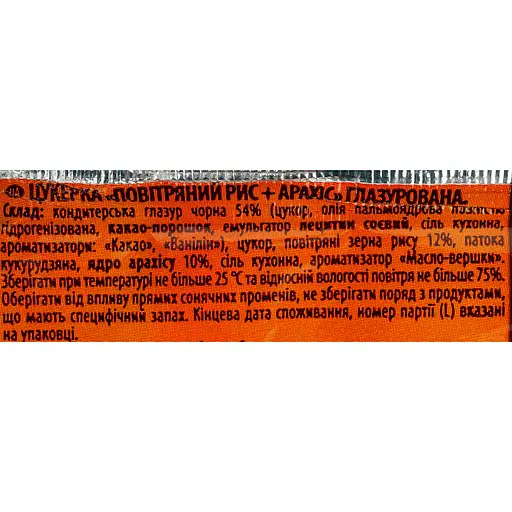 UA ЦУКЕРКА «ПОВІТРЯНИЙ РИС + АРАХІС» ГЛАЗУРОВАНА.
Склад: кондитерська глазур чорна 54% (цукор, олія пальмоядрова повністю
гідрогенізована, какао-порошок, емульгатор лецитин соєвий, сіль кухонна,
ароматизатори: «Какао», «Ванілін»), цукор, повітряні зерна рису 12%, патока
кукурудзяна, ядро арахісу 10%, сіль кухонна, ароматизатор «Масло-вершки».
Зберігати при температурі не більше 25 °С та відносній вологості повітря не більше 75%.
Оберігати від впливу прямих сонячних променів, не зберігати поряд з продуктами,
що мають специфічний запах. Кінцева дата споживання, номер партії (L) вказані
на упаковці.